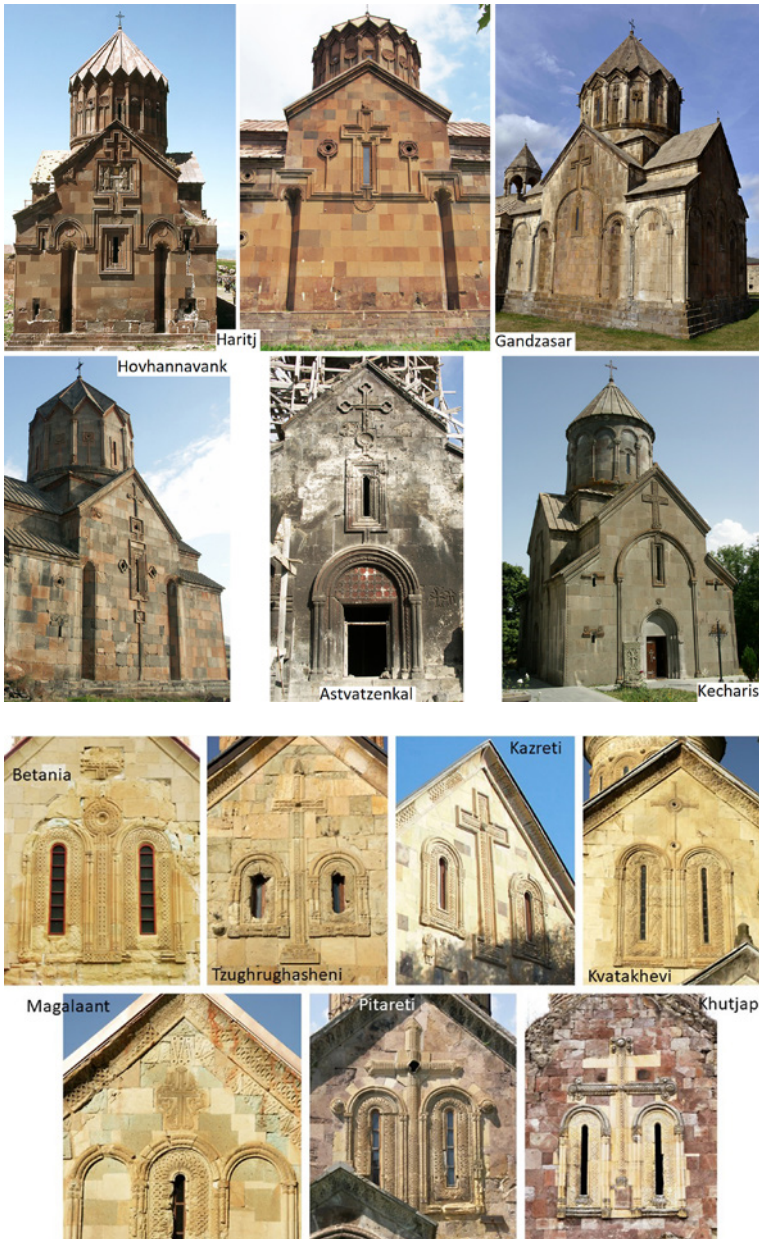 Haritj
Gandzasar
Hovhannavank
Astvatzenkal
Kecharis
Betania
Tzughrughasheni
Kazreti
Kvatakhevi
Magalaant
Pitareti
Khutjap